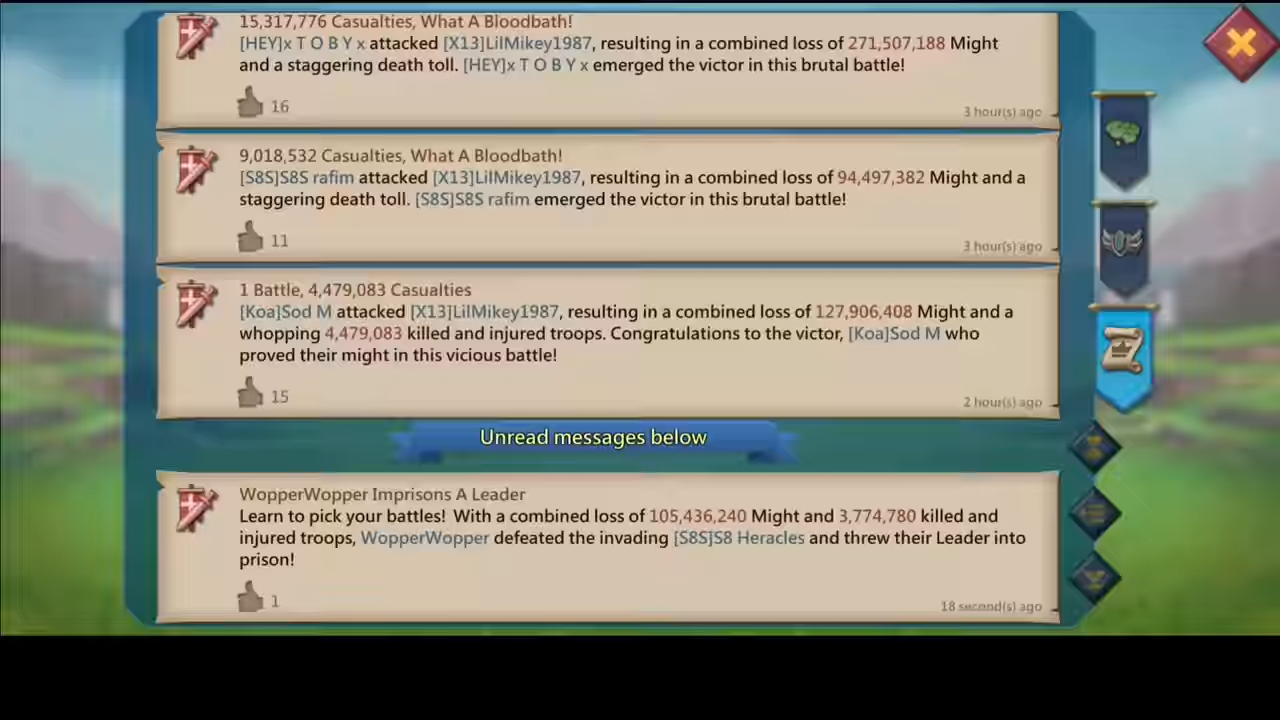 15,317,776 Casualties, What A Bloodbath!
[HEY]x T O B Y x attacked [X13]LilMikey1987, resulting in a combined loss of 271,507,188 Might
and a staggering death toll. [HEY]x T O B Y x emerged the victor in this brutal battle!
16
3 hour(s) ago
9,018,532 Casualties, What A Bloodbath!
[S8S]S8S rafim attacked [X13]LilMikey1987, resulting in a combined loss of 94,497,382 Might and a
staggering death toll. [S8S]S8S rafim emerged the victor in this brutal battle!
11
3 hour(s) ago
1 Battle, 4,479,083 Casualties
[Koa]Sod M attacked [X13]LilMikey1987, resulting in a combined loss of 127,906,408 Might and a
whopping 4,479,083 killed and injured troops. Congratulations to the victor, [Koa]Sod M who
proved their might in this vicious battle!
15
2 hour(s) ago
Unread messages below
WopperWopper Imprisons A Leader
Learn to pick your battles! With a combined loss of 105,436,240 Might and 3,774,780 killed and
injured troops, WopperWopper defeated the invading [S8S]S8 Heracles and threw their Leader into
prison!
1
18 second(s) ago